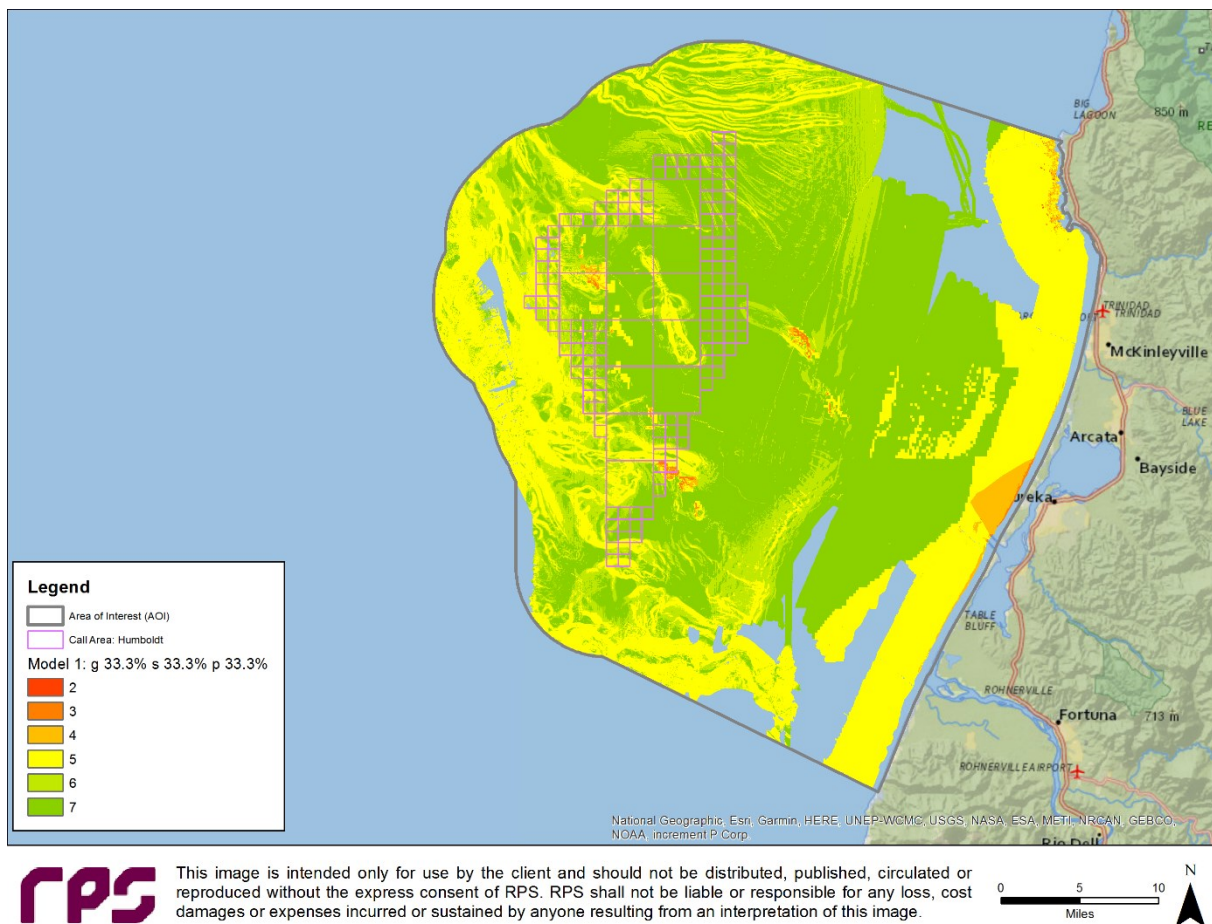 BIG
LAGOON
850 m
RE
TRINIDAD
TRINIDAD
McKinleyville
BLUE
LAKE
Arcata
Bayside
ureka
TABLE
BLUFF
ROHNERVILLE
Fortuna
713 m
ROHNERVILLE AIRPORT
Rio Dell
Legend
Area of Interest (AOI)
Call Area: Humboldt
Model 1: g 33.3% s 33.3% p 33.3%
2
3
4
5
6
7
National Geographic, Esri, Garmin, HERE, UNEP-WCMC, USGS, NASA, ESA, METI, NRCAN, GEBCO,
NOAA, increment P Corp.
rps
This image is intended only for use by the client and should not be distributed, published, circulated or
reproduced without the express consent of RPS. RPS shall not be liable or responsible for any loss, cost
damages or expenses incurred or sustained by anyone resulting from an interpretation of this image.
0 5 10
Miles
N